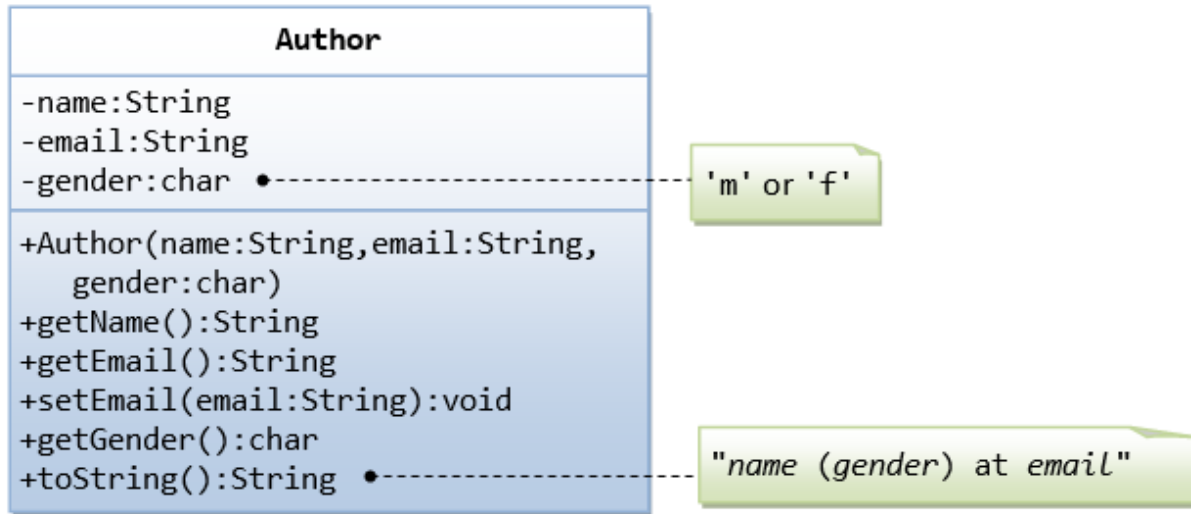 Author
-name:String
-email:String
-gender:char
'm' or 'f'
+Author(name:String,email:String,
gender:char)
+getName():String
+getEmail():String
+setEmail(email:String):void
+getGender():char
+toString():String
"name (gender) at email"